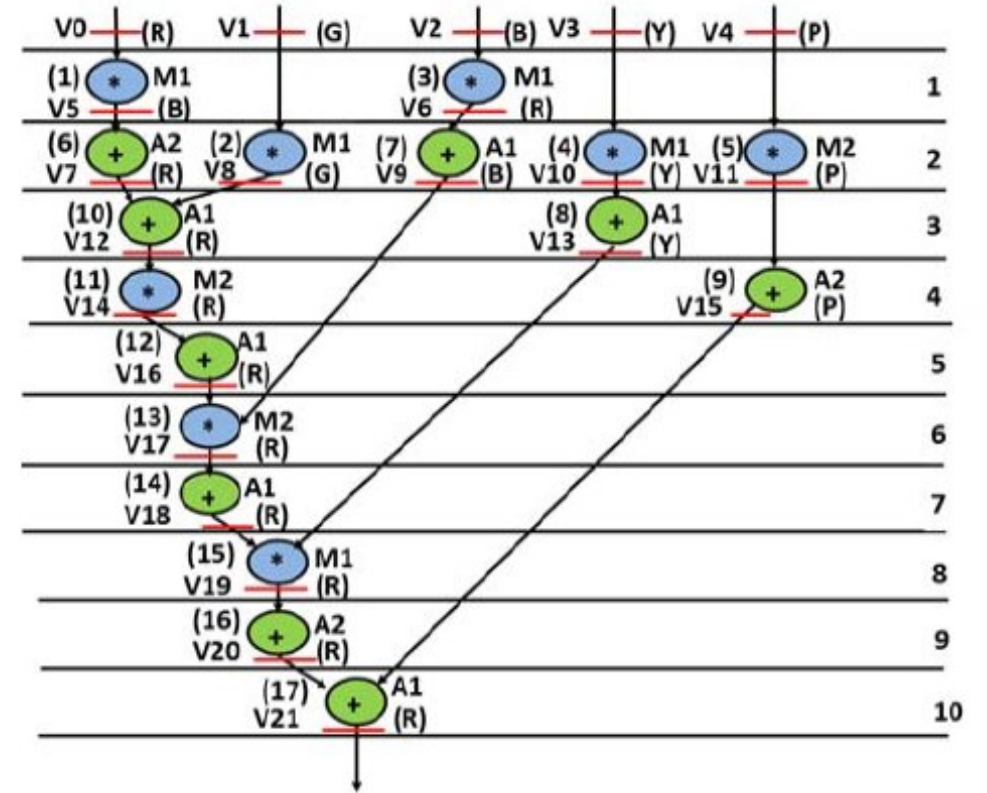 V0 (R) V1 (G) V2 (B) V3 (Y) V4 (P)
(1) * M1 (3) * M1 1
V5 (B) V6 (R)
(6) + A2 (2) * M1 (7) + A1 (4) * M1 (5) * M2 2
V7 (R) V8 (G) V9 (B) V10 (Y) V11 (P)
(10) + A1 (8) + A1 3
V12 (R) V13 (Y)
(11) * M2 (9) + A2 4
V14 (R) V15 (P)
(12) + A1 5
V16 (R)
(13) * M2 6
V17 (R)
(14) + A1 7
V18 (R)
(15) * M1 8
V19 (R)
(16) + A2 9
V20 (R)
(17) + A1 10
V21 (R)